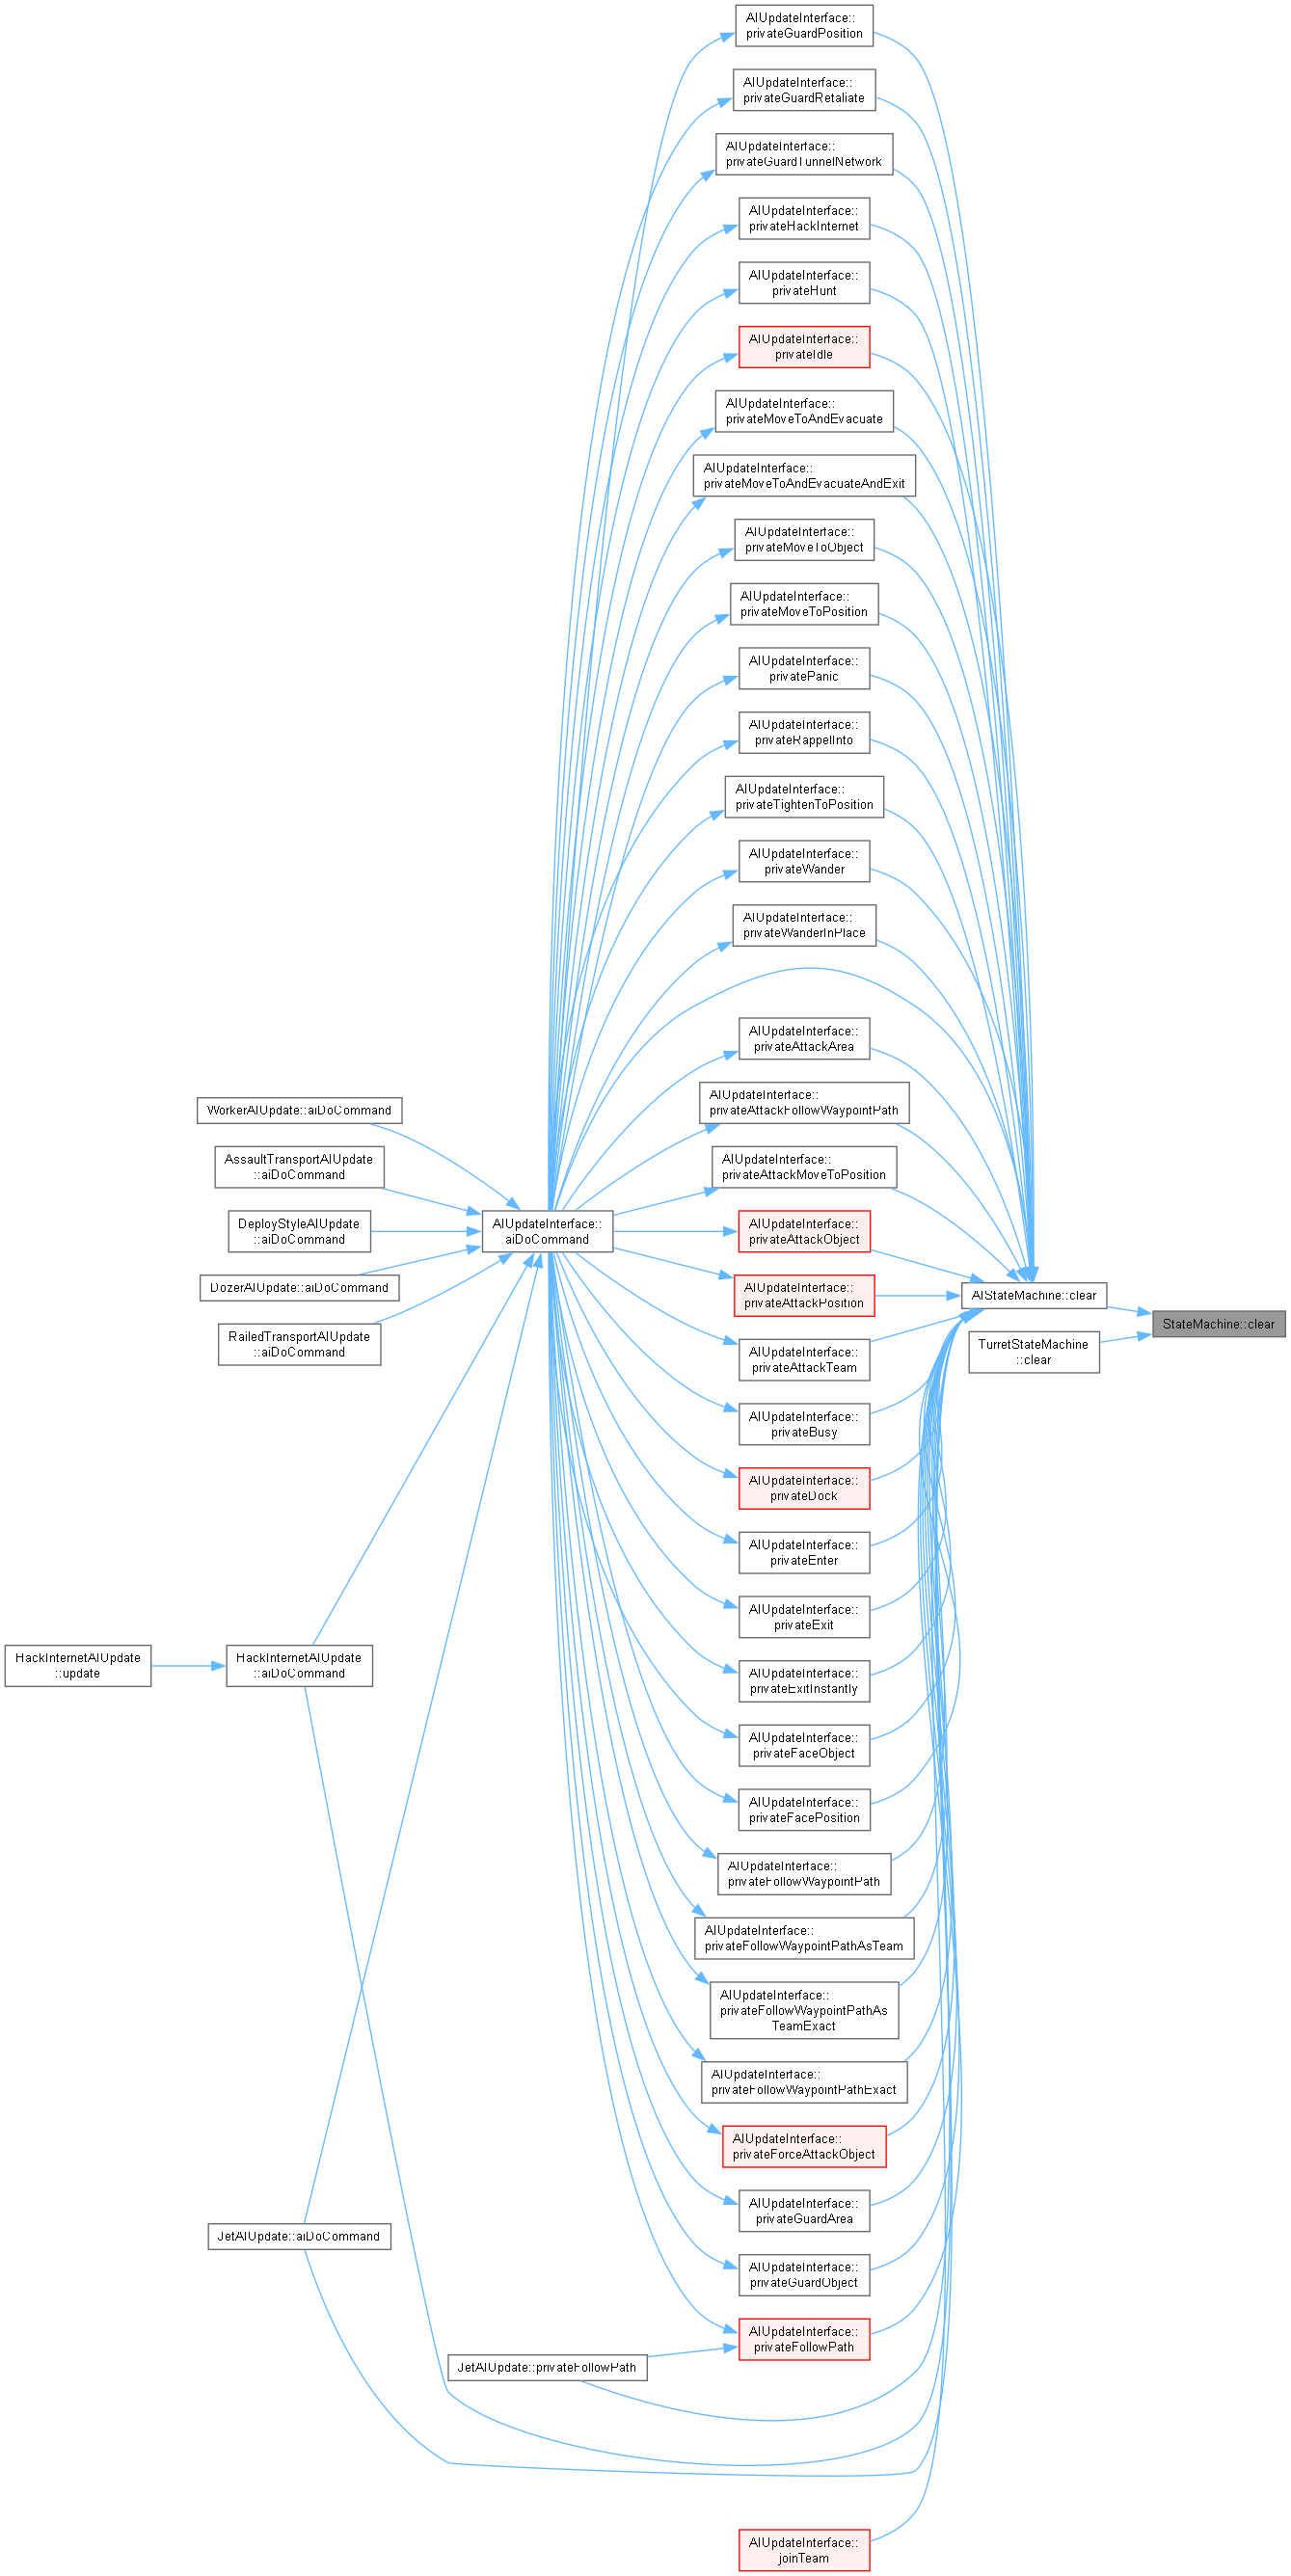 AIUpdateInterface::
privateGuardPosition
AIUpdateInterface::
privateGuardRetaliate
AIUpdateInterface::
privateGuardTunnelNetwork
AIUpdateInterface::
privateHackInternet
AIUpdateInterface::
privateHunt
AIUpdateInterface::
privateIdle
AIUpdateInterface::
privateMoveToAndEvacuate
AIUpdateInterface::
privateMoveToAndEvacuateAndExit
AIUpdateInterface::
privateMoveToObject
AIUpdateInterface::
privateMoveToPosition
AIUpdateInterface::
privatePanic
AIUpdateInterface::
privateRappelInto
AIUpdateInterface::
privateTightenToPosition
AIUpdateInterface::
privateWander
AIUpdateInterface::
privateWanderInPlace
AIUpdateInterface::
privateAttackArea
AIUpdateInterface::
privateAttackFollowWaypointPath
AIUpdateInterface::
privateAttackMoveToPosition
AIUpdateInterface::
privateAttackObject
AIUpdateInterface::
privateAttackPosition
AIUpdateInterface::
privateAttackTeam
AIUpdateInterface::
privateBusy
AIUpdateInterface::
privateDock
AIUpdateInterface::
privateEnter
AIUpdateInterface::
privateExit
AIUpdateInterface::
privateExitInstantly
AIUpdateInterface::
privateFaceObject
AIUpdateInterface::
privateFacePosition
AIUpdateInterface::
privateFollowWaypointPath
AIUpdateInterface::
privateFollowWaypointPathAsTeam
AIUpdateInterface::
privateFollowWaypointPathAs
TeamExact
AIUpdateInterface::
privateFollowWaypointPathExact
AIUpdateInterface::
privateForceAttackObject
AIUpdateInterface::
privateGuardArea
AIUpdateInterface::
privateGuardObject
AIUpdateInterface::
privateFollowPath
AIUpdateInterface::
joinTeam
WorkerAIUpdate::aiDoCommand
AssaultTransportAIUpdate
::aiDoCommand
DeployStyleAIUpdate
::aiDoCommand
DozerAIUpdate::aiDoCommand
RailedTransportAIUpdate
::aiDoCommand
AIUpdateInterface::
aiDoCommand
AIStateMachine::clear
StateMachine::clear
TurretStateMachine
::clear
HackInternetAIUpdate
::update
HackInternetAIUpdate
::aiDoCommand
JetAIUpdate::aiDoCommand
JetAIUpdate::privateFollowPath